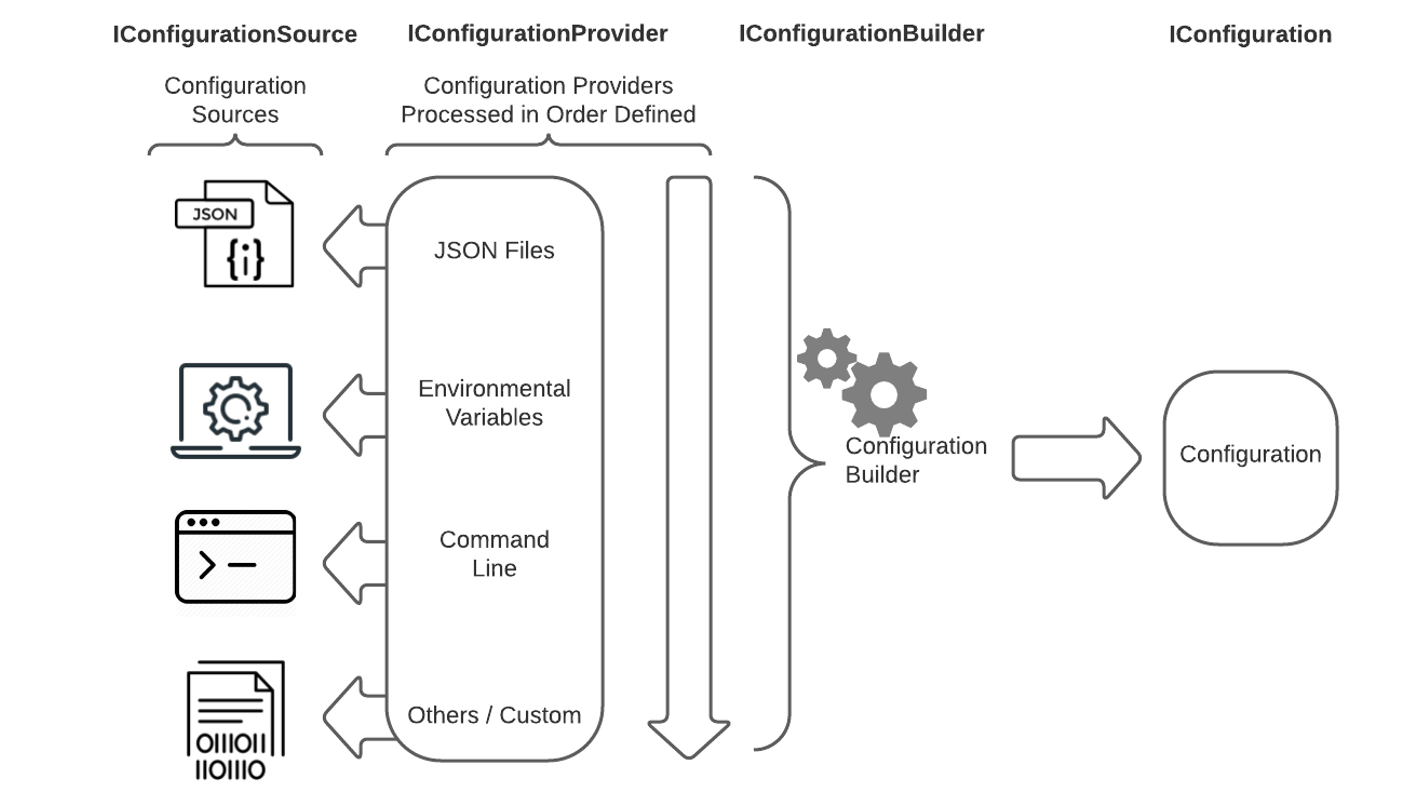 IConfigurationSource
IConfigurationProvider
IConfigurationBuilder
IConfiguration
Configuration
Sources
Configuration Providers
Processed in Order Defined
JSON
{i}
JSON Files
Environmental
Variables
Configuration
Builder
Configuration
Command
Line
Others / Custom
OIIIOII
IIOIIIO